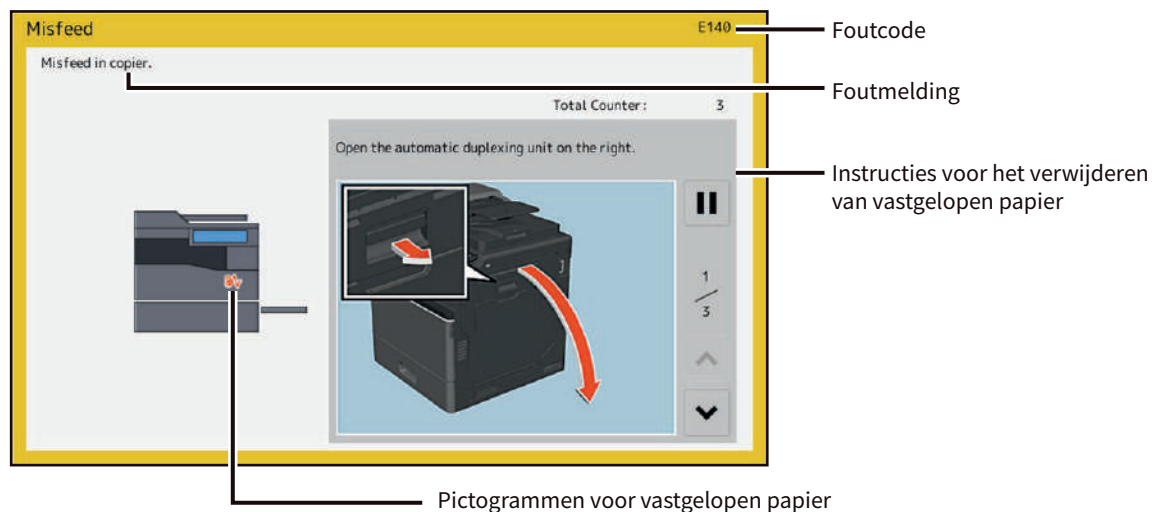 Misfeed
E140
Foutcode
Misfeed in copier.
Foutmelding
Total Counter: 3
Open the automatic duplexing unit on the right.
Instructies voor het verwijderen
van vastgelopen papier
1
3
Pictogrammen voor vastgelopen papier